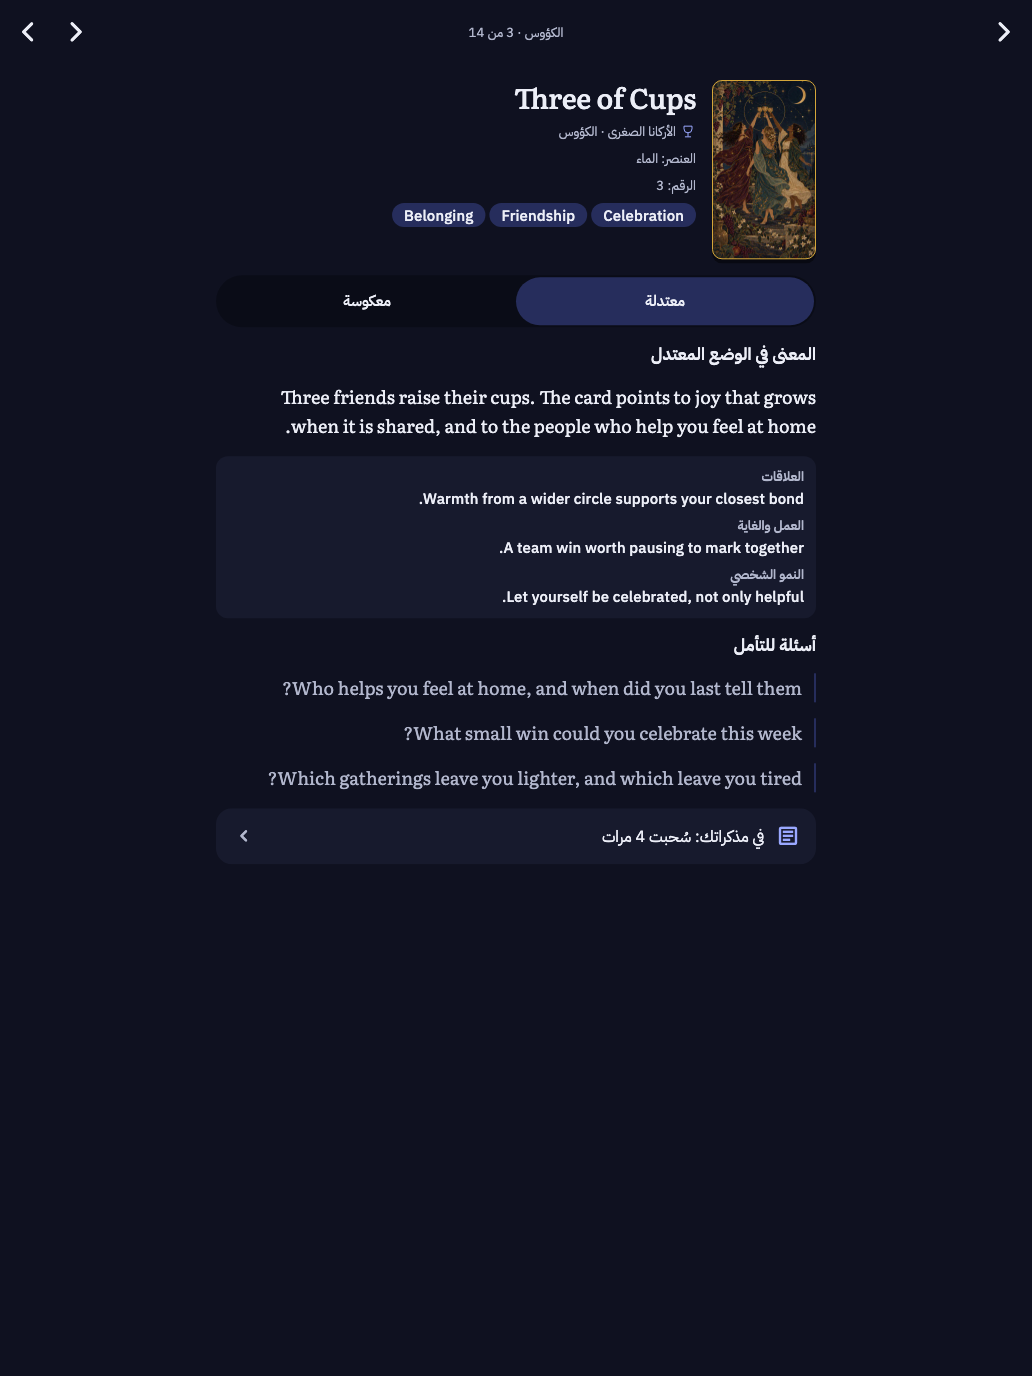 الكؤوس · 3 من 14
Three of Cups
الأركانا الصغرى · الكؤوس
العنصر: الماء
الرقم: 3
Celebration
Friendship
Belonging
معتدلة
معكوسة
المعنى في الوضع المعتدل
Three friends raise their cups. The card points to joy that grows
when it is shared, and to the people who help you feel at home.
العلاقات
Warmth from a wider circle supports your closest bond.
العمل والغاية
A team win worth pausing to mark together.
النمو الشخصي
Let yourself be celebrated, not only helpful.
أسئلة للتأمل
Who helps you feel at home, and when did you last tell them?
What small win could you celebrate this week?
Which gatherings leave you lighter, and which leave you tired?
في مذكراتك: سُحبت 4 مرات